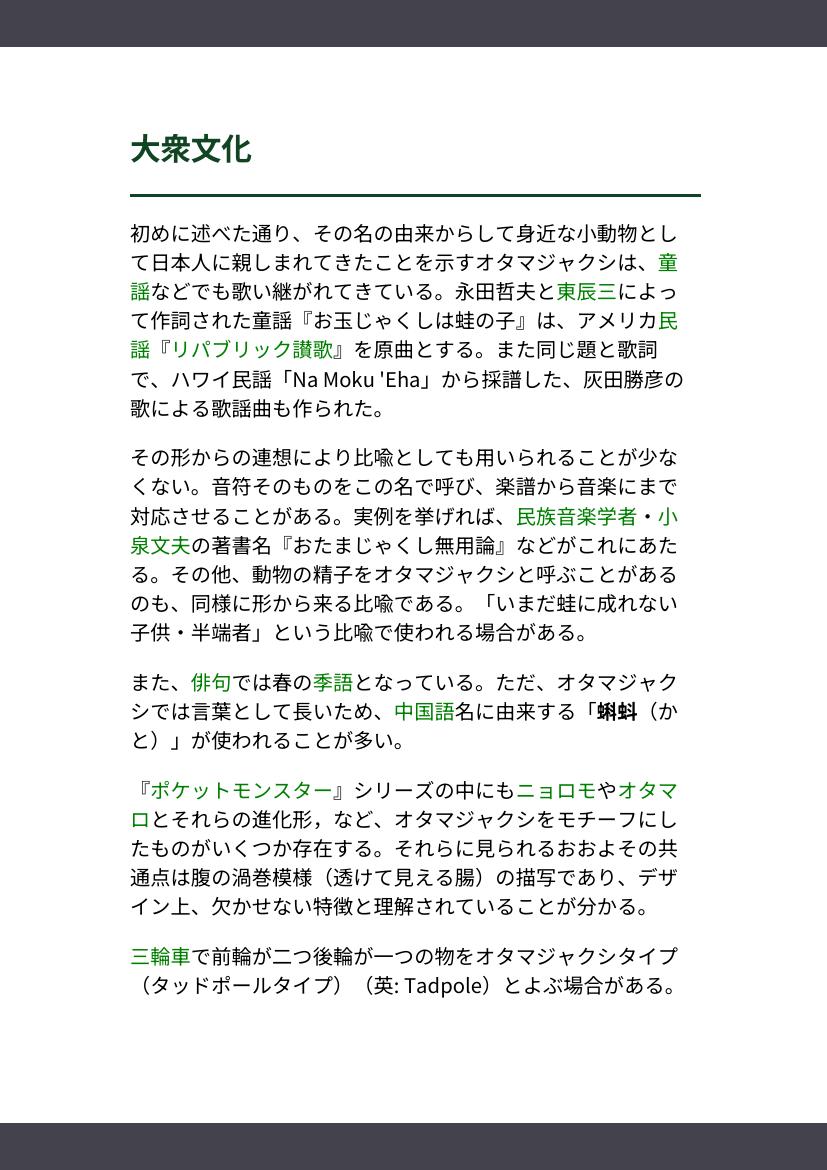 大衆文化
初めに述べた通り、その名の由来からして身近な小動物とし
て日本人に親しまれてきたことを示すオタマジャクシは、童
謡などでも歌い継がれてきている。永田哲夫と東辰三によっ
て作詞された童謡『お玉じゃくしは蛙の子』は、アメリカ民
謡『リパブリック讃歌』を原曲とする。また同じ題と歌詞
で、ハワイ民謡「Na Moku 'Eha」から採譜した、灰田勝彦の
歌による歌謡曲も作られた。
その形からの連想により比喩としても用いられることが少な
くない。音符そのものをこの名で呼び、楽譜から音楽にまで
対応させることがある。実例を挙げれば、民族音楽学者・小
泉文夫の著書名『おたまじゃくし無用論』などがこれにあた
る。その他、動物の精子をオタマジャクシと呼ぶことがある
のも、同様に形から来る比喩である。「いまだ蛙に成れない
子供・半端者」という比喩で使われる場合がある。
また、俳句では春の季語となっている。ただ、オタマジャク
シでは言葉として長いため、中国語名に由来する「蝌蚪（か
と）」が使われることが多い。
『ポケットモンスター』シリーズの中にもニョロモやオタマ
ロとそれらの進化形，など、オタマジャクシをモチーフにし
たものがいくつか存在する。それらに見られるおおよその共
通点は腹の渦巻模様（透けて見える腸）の描写であり、デザ
イン上、欠かせない特徴と理解されていることが分かる。
三輪車で前輪が二つ後輪が一つの物をオタマジャクシタイプ
（タッドポールタイプ）（英: Tadpole）とよぶ場合がある。